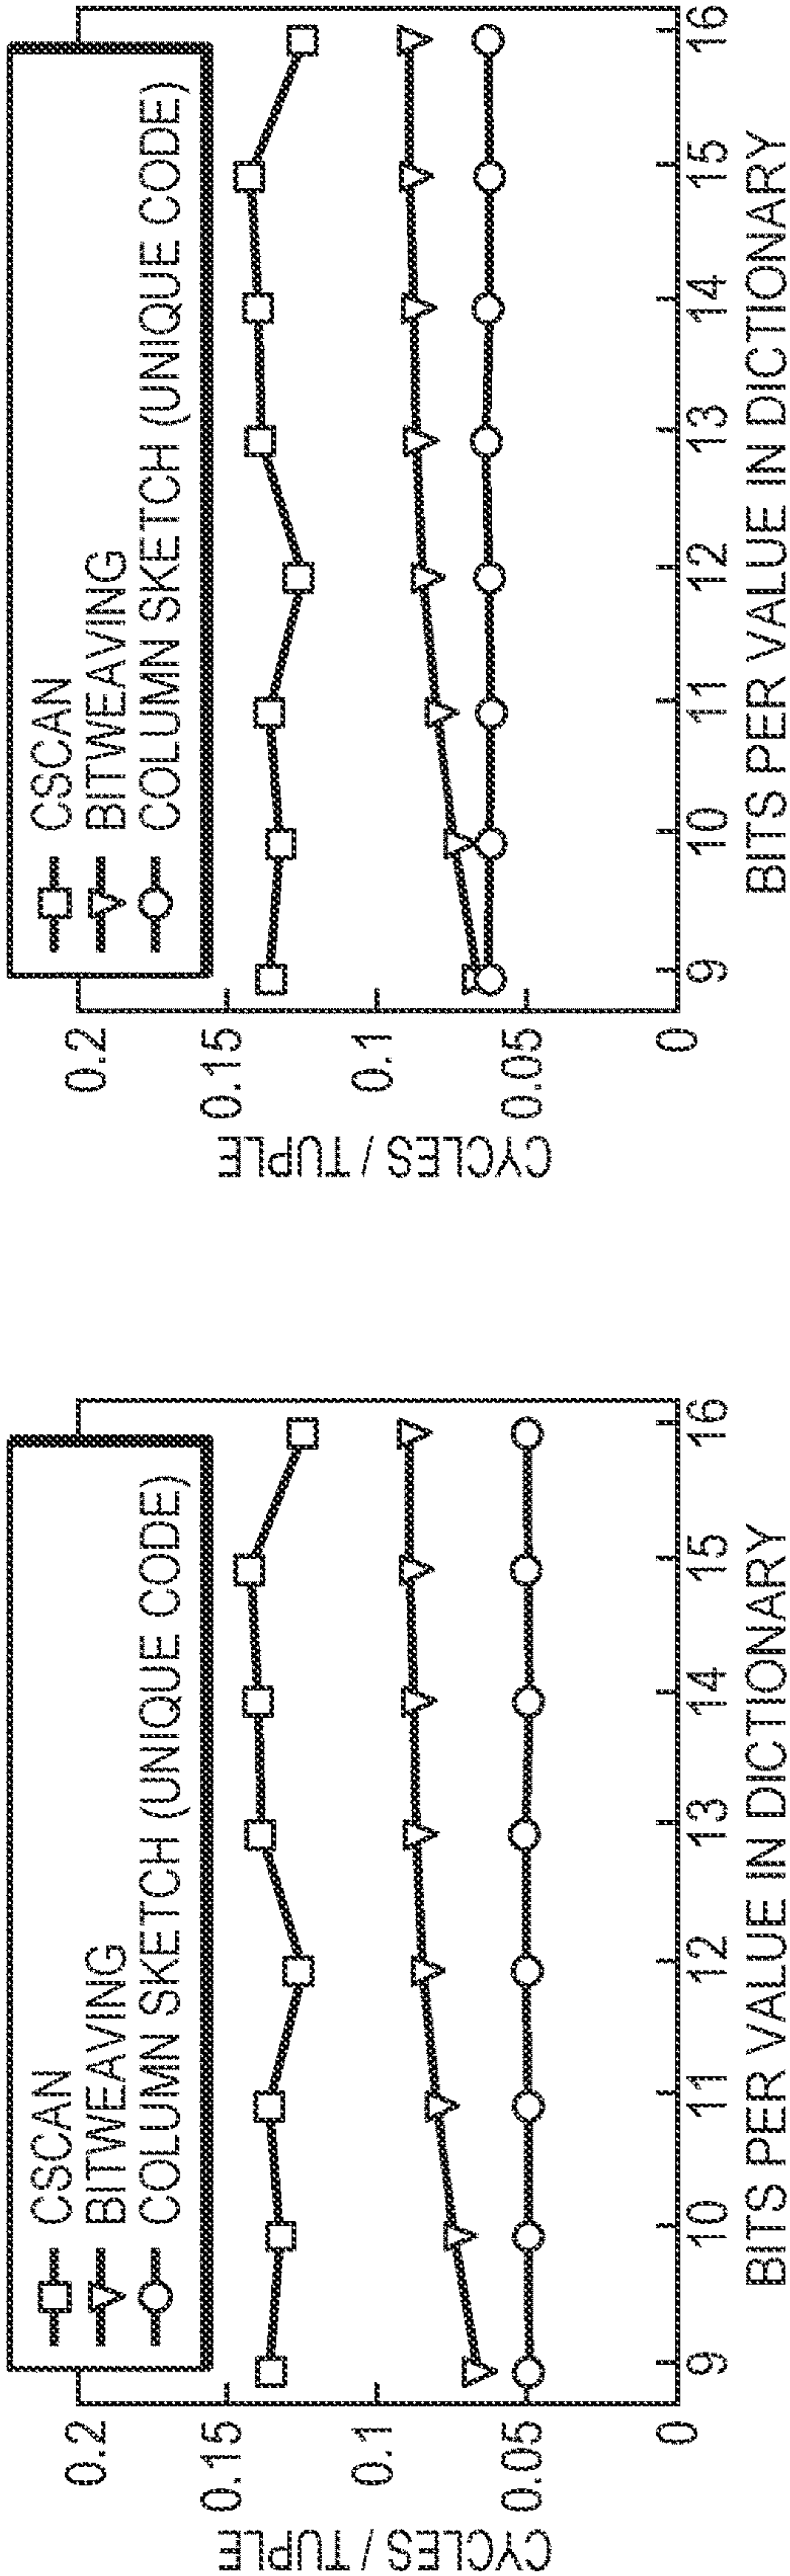 CSCAN
BITWEAVING
COLUMN SKETCH (UNIQUE CODE)
0.2
0.15
0.1
0.05
0
CYCLES / TUPLE
9 10 11 12 13 14 15 16
BITS PER VALUE IN DICTIONARY
CSCAN
BITWEAVING
COLUMN SKETCH (UNIQUE CODE)
0.2
0.15
0.1
0.05
0
CYCLES / TUPLE
9 10 11 12 13 14 15 16
BITS PER VALUE IN DICTIONARY